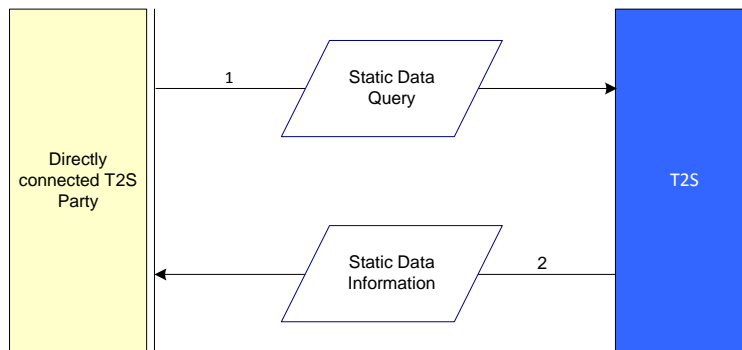 1
Static Data
Query
Directly
connected T2S
Party
T2S
Static Data
Information
2